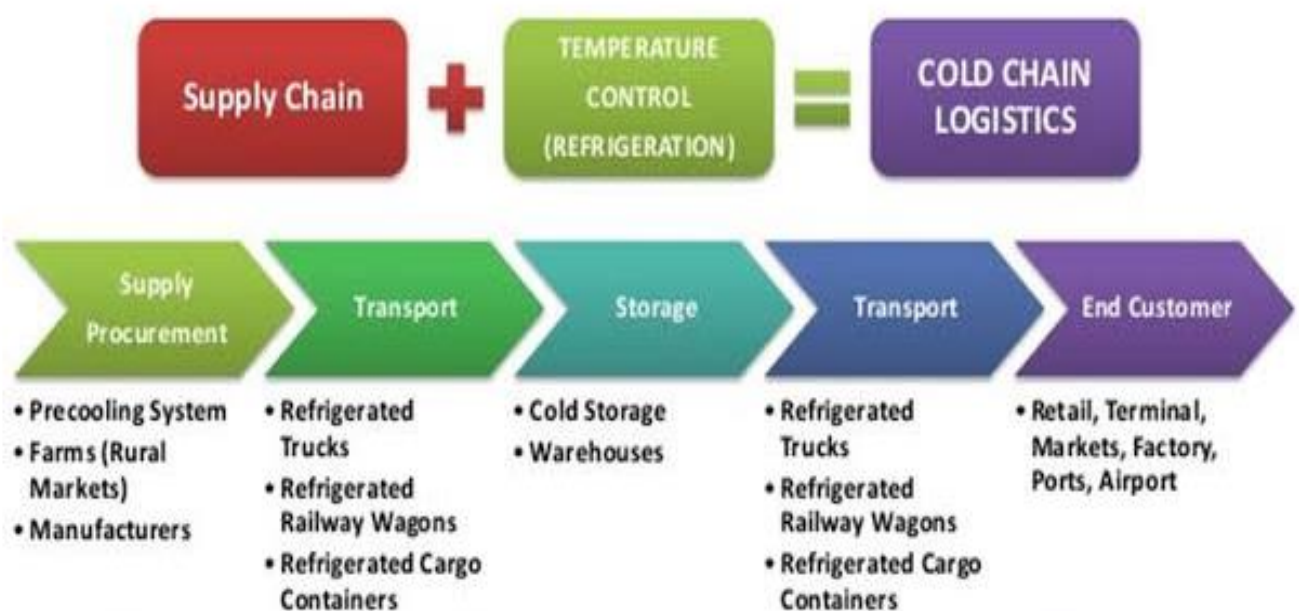 Supply Chain
TEMPERATURE
CONTROL
(REFRIGERATION)
COLD CHAIN
LOGISTICS
Supply
Procurement
Transport
Storage
Transport
End Customer
• Precooling System
• Farms (Rural
Markets)
• Manufacturers
• Refrigerated
Trucks
• Refrigerated
Railway Wagons
• Refrigerated Cargo
Containers
• Cold Storage
• Warehouses
• Refrigerated
Trucks
• Refrigerated
Railway Wagons
• Refrigerated Cargo
Containers
• Retail, Terminal,
Markets, Factory,
Ports, Airport